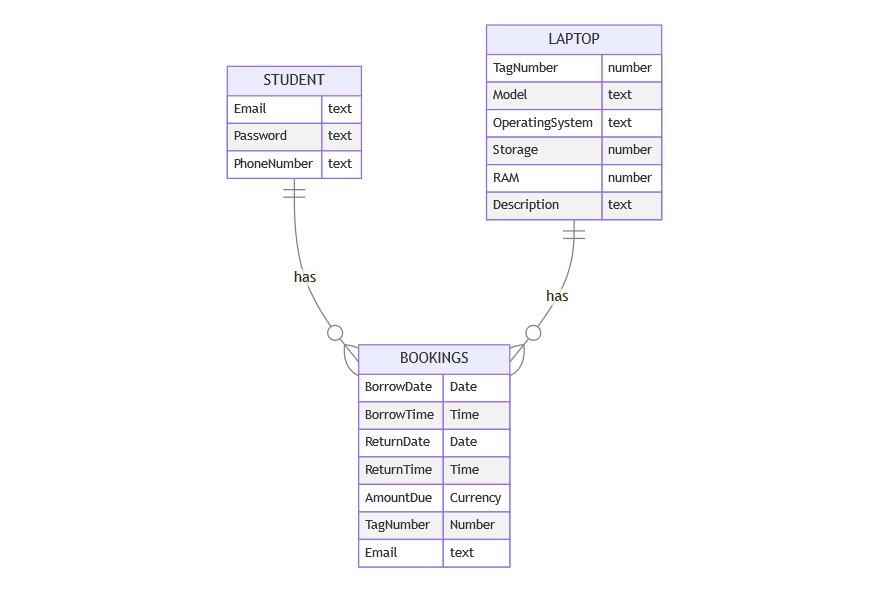 STUDENT
Email text
Password text
PhoneNumber text
LAPTOP
TagNumber number
Model text
OperatingSystem text
Storage number
RAM number
Description text
has
has
BOOKINGS
BorrowDate Date
BorrowTime Time
ReturnDate Date
ReturnTime Time
AmountDue Currency
TagNumber Number
Email text